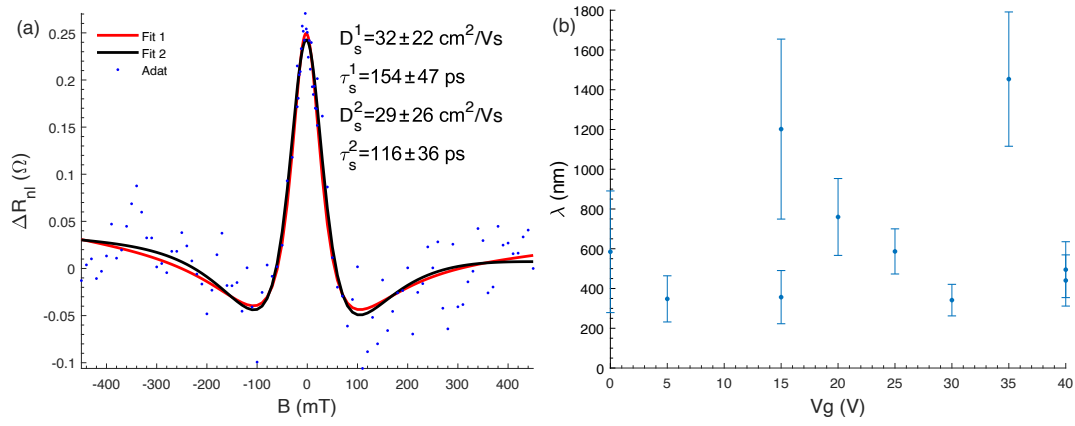 (a)
Fit 1
Fit 2
Adat
D_s^1=32±22 cm^2/Vs
τ_s^1=154±47 ps
D_s^2=29±26 cm^2/Vs
τ_s^2=116±36 ps
0.25
0.2
0.15
0.1
0.05
0
-0.05
-0.1
ΔR_nl (Ω)
-400 -300 -200 -100 0 100 200 300 400
B (mT)
(b)
1800
1600
1400
1200
1000
800
600
400
200
0
λ (nm)
0 5 10 15 20 25 30 35 40
Vg (V)